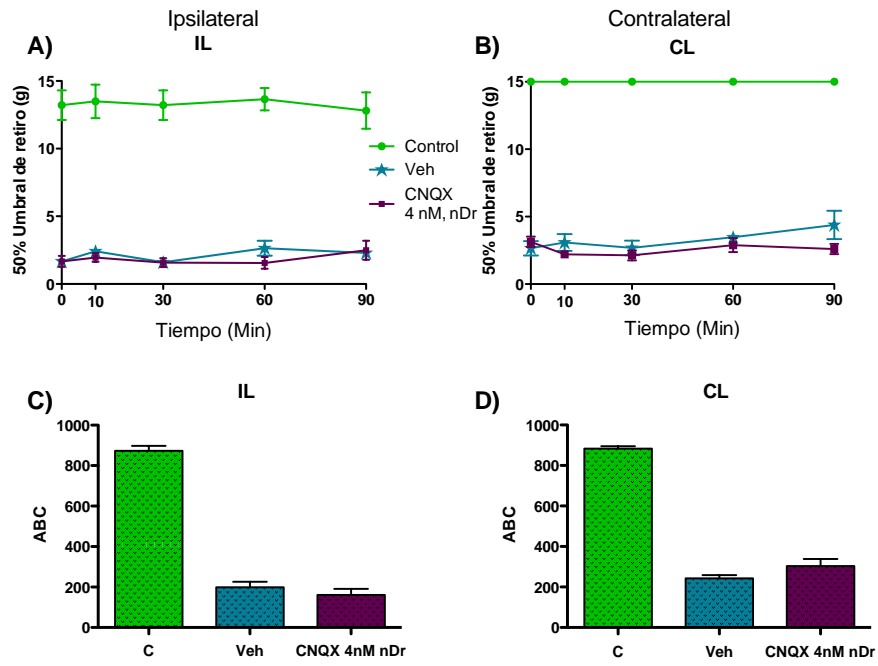 Ipsilateral
Contralateral
A)
IL
B)
CL
50% Umbral de retiro (g)
15
10
5
0
0
10
30
60
90
Tiempo (Min)
Control
Veh
CNQX
4 nM, nDr
50% Umbral de retiro (g)
15
10
5
0
0
10
30
60
90
Tiempo (Min)
C)
IL
D)
CL
ABC
1000
800
600
400
200
0
C
Veh
CNQX 4nM nDr
ABC
1000
800
600
400
200
0
C
Veh
CNQX 4nM nDr